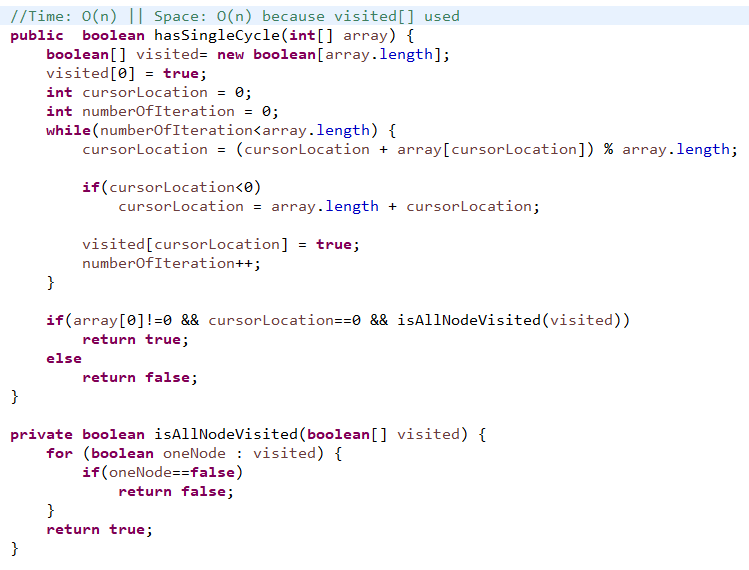 //Time: O(n) || Space: O(n) because visited[] used
public  boolean hasSingleCycle(int[] array) {
    boolean[] visited= new boolean[array.length];
    visited[0] = true;
    int cursorLocation = 0;
    int numberOfIteration = 0;
    while(numberOfIteration<array.length) {
        cursorLocation = (cursorLocation + array[cursorLocation]) % array.length;

        if(cursorLocation<0)
            cursorLocation = array.length + cursorLocation;

        visited[cursorLocation] = true;
        numberOfIteration++;
    }

    if(array[0]!=0 && cursorLocation==0 && isAllNodeVisited(visited))
        return true;
    else
        return false;
}

private boolean isAllNodeVisited(boolean[] visited) {
    for (boolean oneNode : visited) {
        if(oneNode==false)
            return false;
    }
    return true;
}